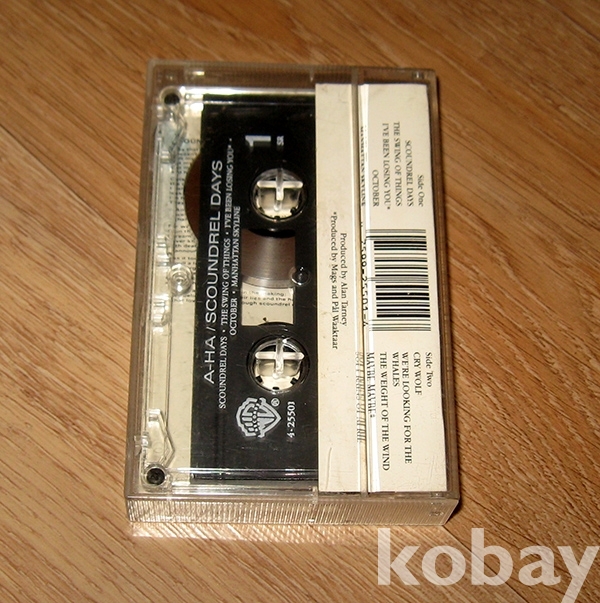 1
SR
A-HA / SCOUNDREL DAYS
SCOUNDREL DAYS • THE SWING OF THINGS • I'VE BEEN LOSING YOU* •
OCTOBER • MANHATTAN SKYLINE
4-25501
Side One
SCOUNDREL DAYS
THE SWING OF THINGS
I'VE BEEN LOSING YOU*
OCTOBER
MANHATTAN SKYLINE
Side Two
CRY WOLF
WE'RE LOOKING FOR THE
WHALES
THE WEIGHT OF THE WIND
MAYBE MAYBE*
Produced by Alan Tarney
*Produced by Mags and Pål Waaktaar
kobay